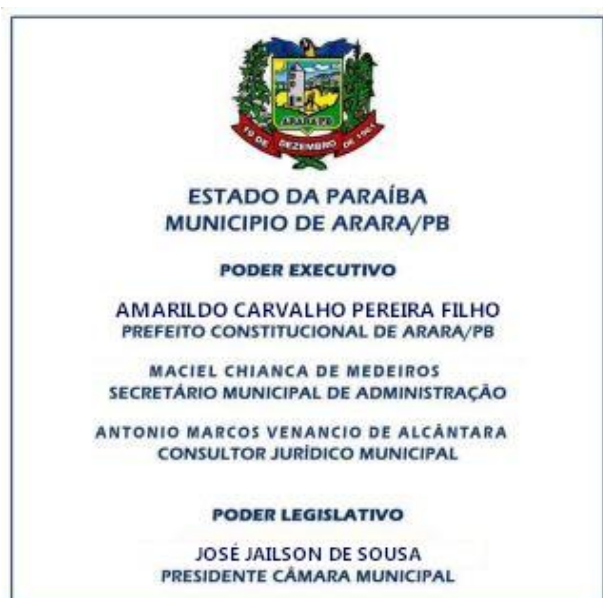 ARARA/PB
19 DE DEZEMBRO DE 1961
ESTADO DA PARAÍBA
MUNICIPIO DE ARARA/PB
PODER EXECUTIVO
AMARILDO CARVALHO PEREIRA FILHO
PREFEITO CONSTITUCIONAL DE ARARA/PB
MACIEL CHIANCA DE MEDEIROS
SECRETÁRIO MUNICIPAL DE ADMINISTRAÇÃO
ANTONIO MARCOS VENANCIO DE ALCÂNTARA
CONSULTOR JURÍDICO MUNICIPAL
PODER LEGISLATIVO
JOSÉ JAILSON DE SOUSA
PRESIDENTE CÂMARA MUNICIPAL